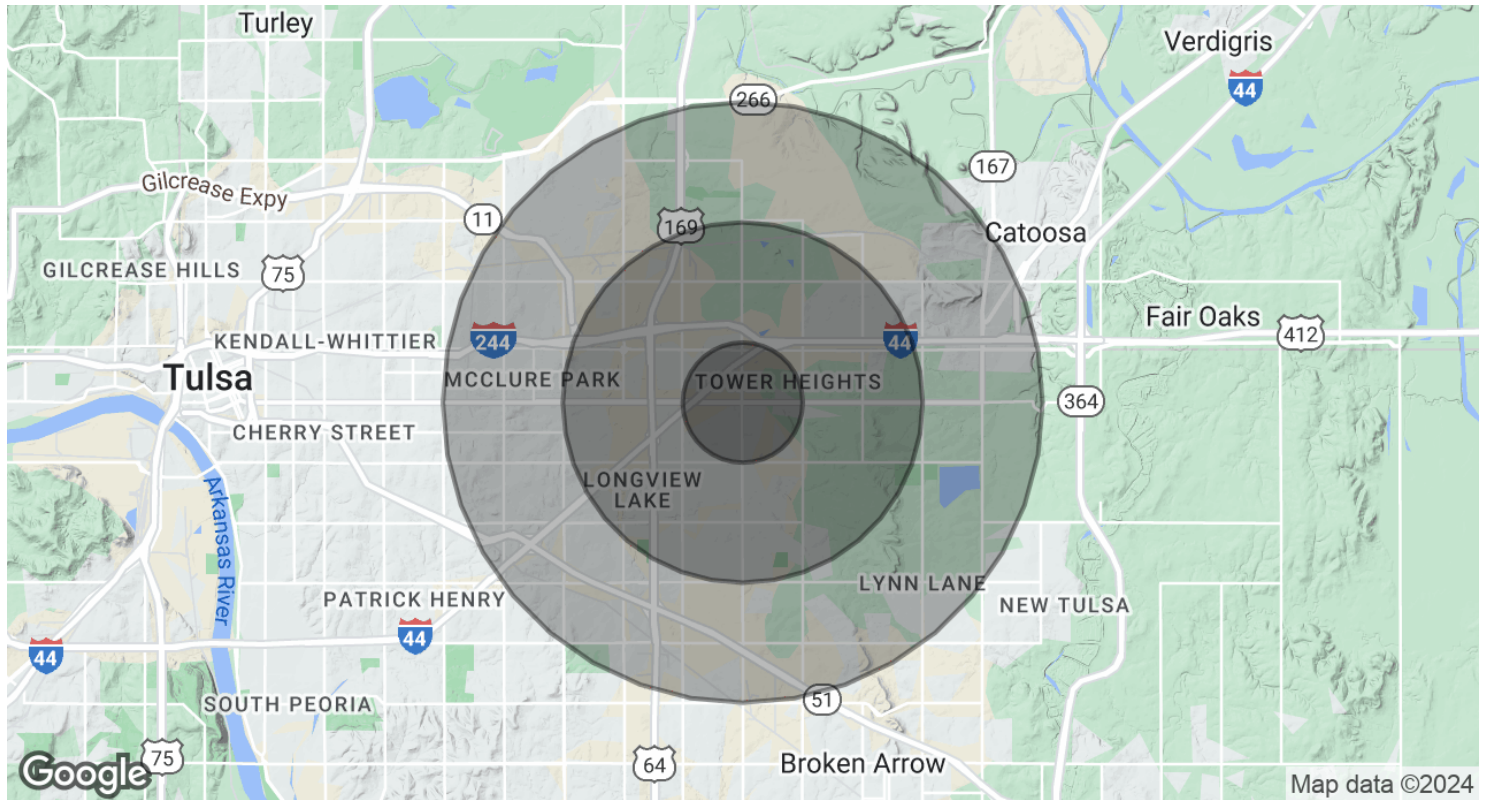 Turley
Verdigris
44
266
167
Gilcrease Expy
11
169
Catoosa
GILCREASE HILLS
75
Fair Oaks
412
KENDALL-WHITTIER
244
44
Tulsa
MCCLURE PARK
TOWER HEIGHTS
364
CHERRY STREET
LONGVIEW
LAKE
Arkansas River
LYNN LANE
PATRICK HENRY
NEW TULSA
44
44
SOUTH PEORIA
51
75
64
Broken Arrow
Google
Map data ©2024